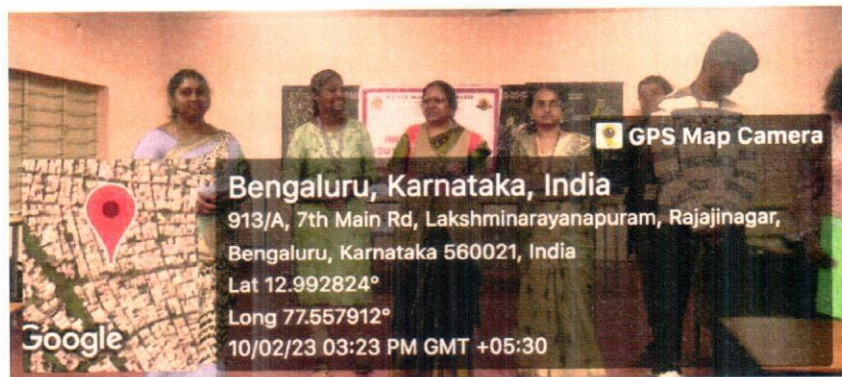 GPS Map Camera
Bengaluru, Karnataka, India
913/A, 7th Main Rd, Lakshminarayanapuram, Rajajinagar,
Bengaluru, Karnataka 560021, India
Lat 12.992824°
Long 77.557912°
10/02/23 03:23 PM GMT +05:30
Google